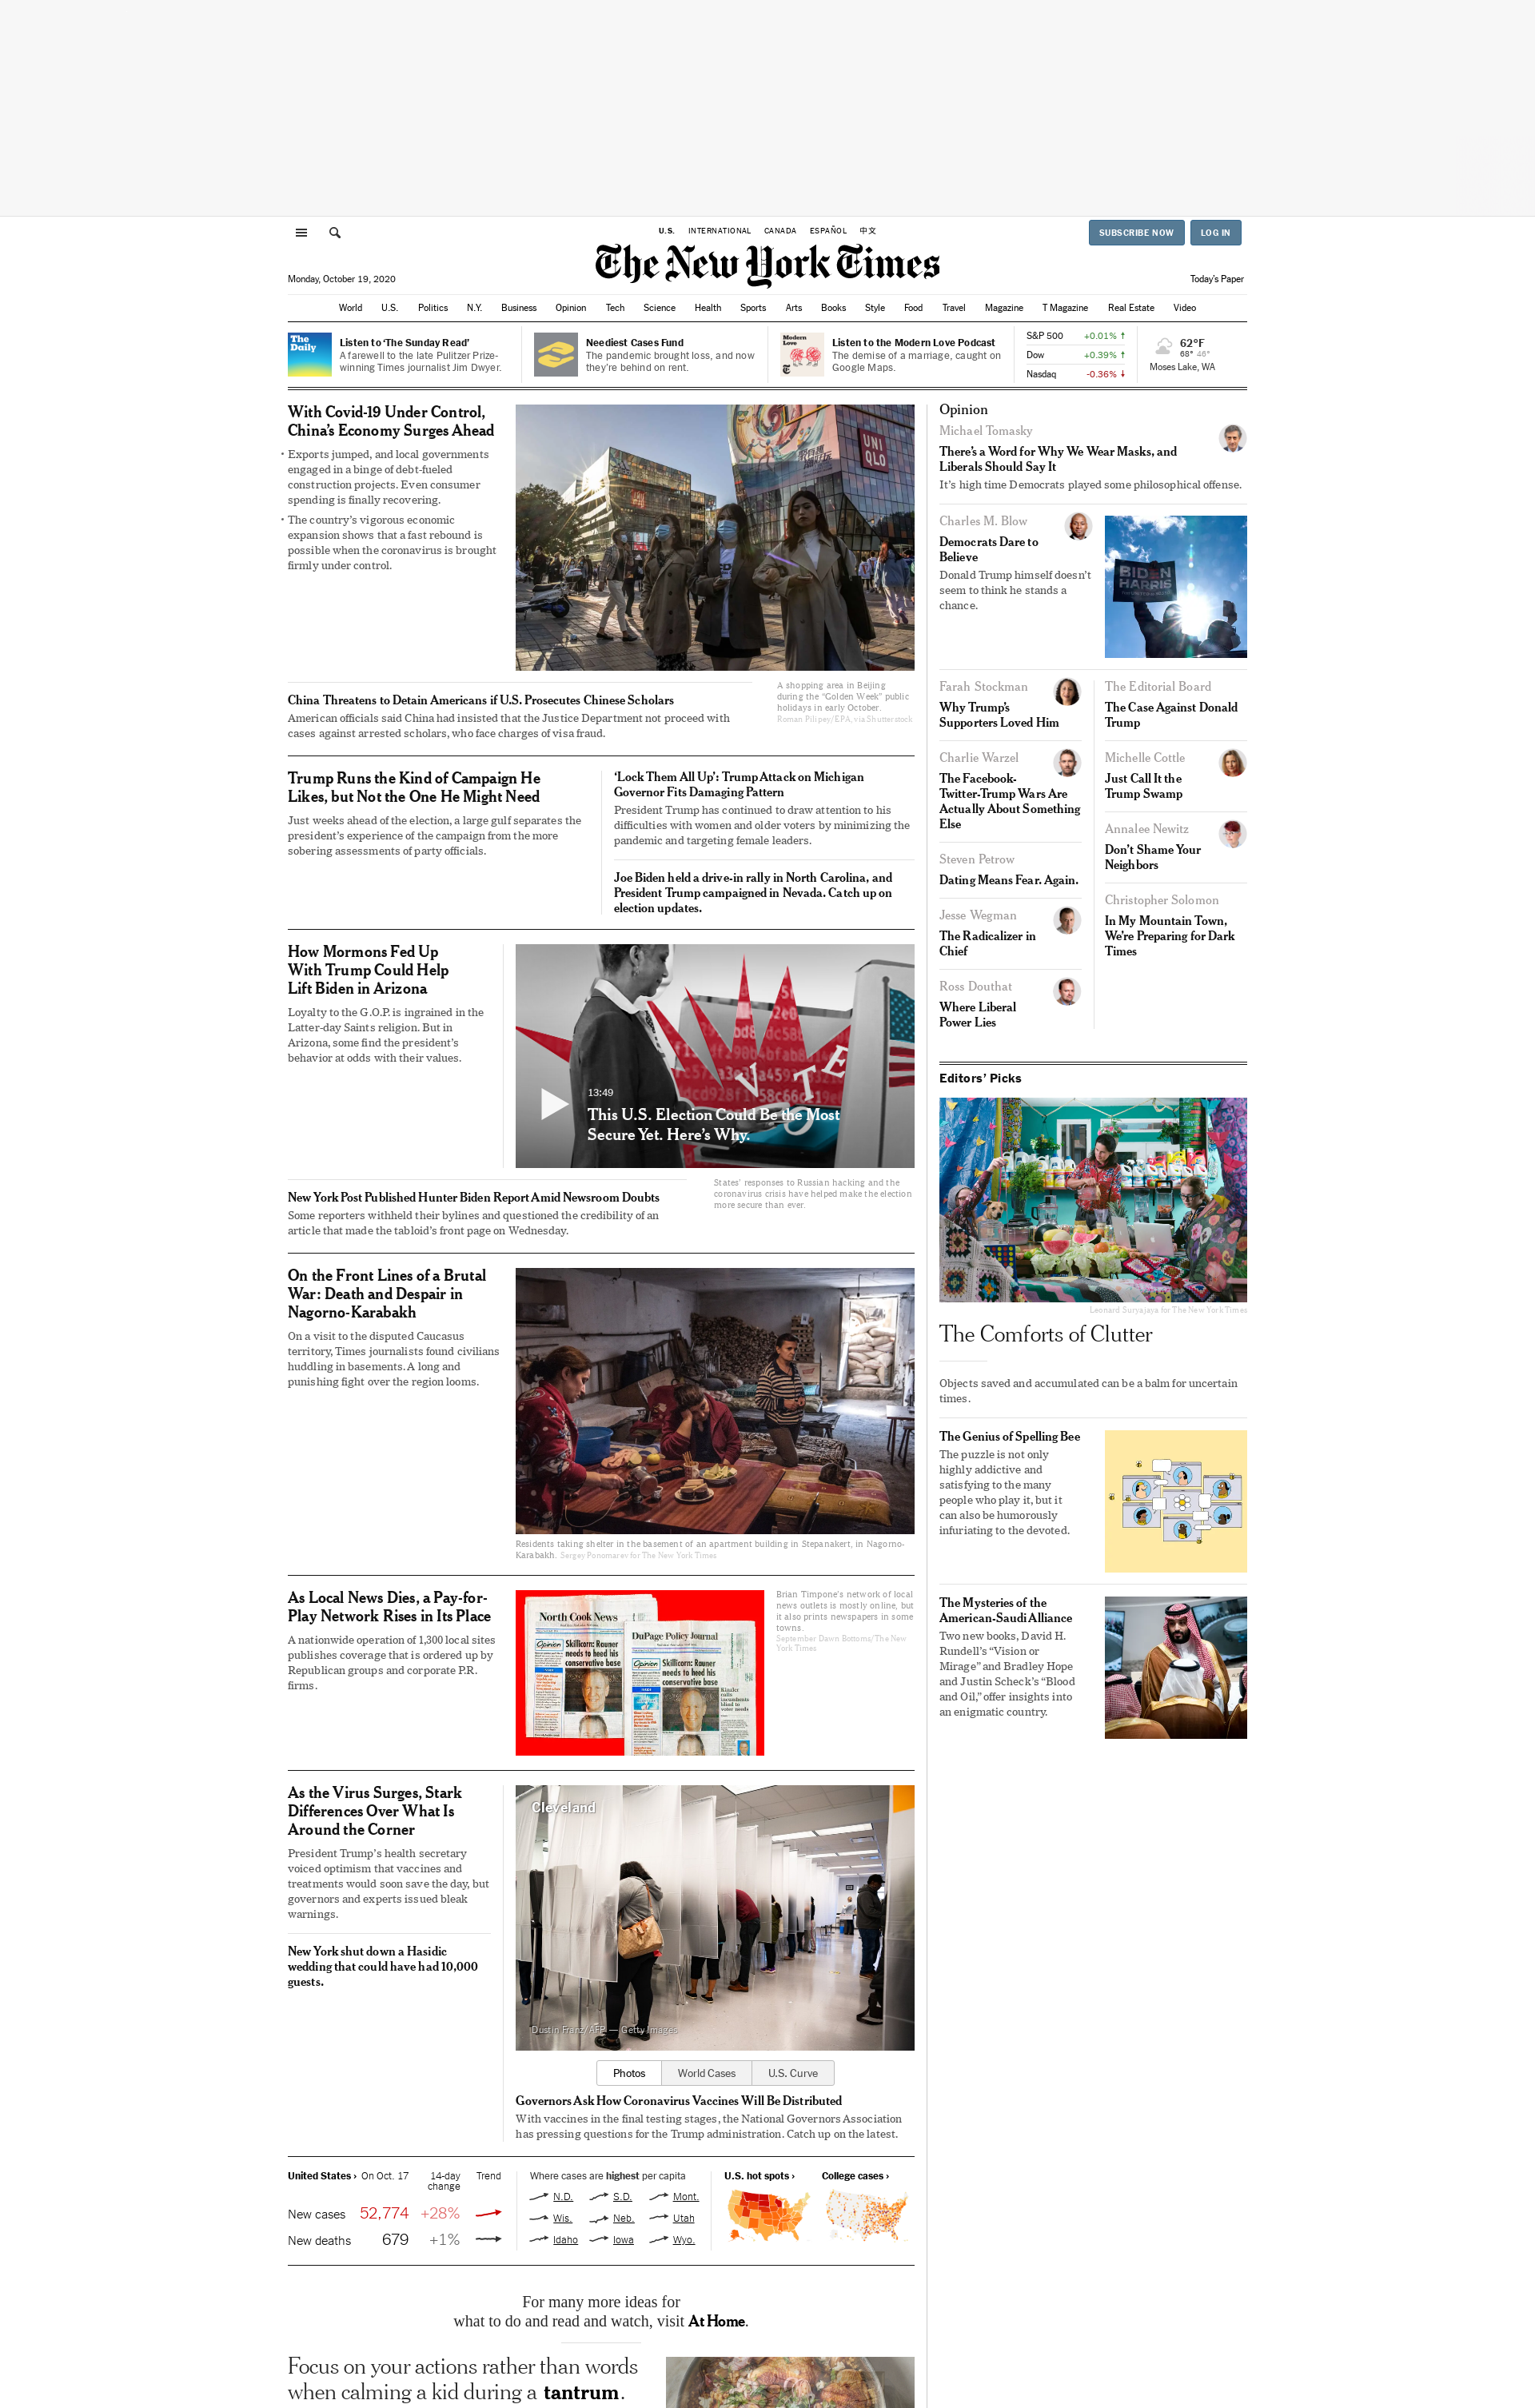 U.S. INTERNATIONAL CANADA ESPAÑOL 中文
SUBSCRIBE NOW LOG IN
The New York Times
Monday, October 19, 2020
Today's Paper
World U.S. Politics N.Y. Business Opinion Tech Science Health Sports Arts Books Style Food Travel Magazine T Magazine Real Estate Video
The
Daily
Listen to ‘The Sunday Read’
A farewell to the late Pulitzer Prize-
winning Times journalist Jim Dwyer.
Neediest Cases Fund
The pandemic brought loss, and now
they’re behind on rent.
Modern
Love
Listen to the Modern Love Podcast
The demise of a marriage, caught on
Google Maps.
S&P 500 +0.01%
Dow +0.39%
Nasdaq -0.36%
62°F
68° 46°
Moses Lake, WA
With Covid-19 Under Control,
China’s Economy Surges Ahead
• Exports jumped, and local governments
engaged in a binge of debt-fueled
construction projects. Even consumer
spending is finally recovering.
• The country’s vigorous economic
expansion shows that a fast rebound is
possible when the coronavirus is brought
firmly under control.
UNI
QLO
A shopping area in Beijing
during the “Golden Week” public
holidays in early October.
Roman Pilipey/EPA, via Shutterstock
China Threatens to Detain Americans if U.S. Prosecutes Chinese Scholars
American officials said China had insisted that the Justice Department not proceed with
cases against arrested scholars, who face charges of visa fraud.
Trump Runs the Kind of Campaign He
Likes, but Not the One He Might Need
Just weeks ahead of the election, a large gulf separates the
president’s experience of the campaign from the more
sobering assessments of party officials.
‘Lock Them All Up’: Trump Attack on Michigan
Governor Fits Damaging Pattern
President Trump has continued to draw attention to his
difficulties with women and older voters by minimizing the
pandemic and targeting female leaders.
Joe Biden held a drive-in rally in North Carolina, and
President Trump campaigned in Nevada. Catch up on
election updates.
How Mormons Fed Up
With Trump Could Help
Lift Biden in Arizona
Loyalty to the G.O.P. is ingrained in the
Latter-day Saints religion. But in
Arizona, some find the president’s
behavior at odds with their values.
VOTE
13:49
This U.S. Election Could Be the Most
Secure Yet. Here’s Why.
States’ responses to Russian hacking and the
coronavirus crisis have helped make the election
more secure than ever.
New York Post Published Hunter Biden Report Amid Newsroom Doubts
Some reporters withheld their bylines and questioned the credibility of an
article that made the tabloid’s front page on Wednesday.
On the Front Lines of a Brutal
War: Death and Despair in
Nagorno-Karabakh
On a visit to the disputed Caucasus
territory, Times journalists found civilians
huddling in basements. A long and
punishing fight over the region looms.
Residents taking shelter in the basement of an apartment building in Stepanakert, in Nagorno-
Karabakh. Sergey Ponomarev for The New York Times
As Local News Dies, a Pay-for-
Play Network Rises in Its Place
A nationwide operation of 1,300 local sites
publishes coverage that is ordered up by
Republican groups and corporate P.R.
firms.
North Cook News
Opinion
Skillicorn: Rauner
needs to heed his
conservative base
DuPage Policy Journal
Opinion
Skillicorn: Rauner
needs to heed his
conservative base
Brian Timpone’s network of local
news outlets is mostly online, but
it also prints newspapers in some
towns.
September Dawn Bottoms/The New
York Times
As the Virus Surges, Stark
Differences Over What Is
Around the Corner
President Trump’s health secretary
voiced optimism that vaccines and
treatments would soon save the day, but
governors and experts issued bleak
warnings.
New York shut down a Hasidic
wedding that could have had 10,000
guests.
Cleveland
Dustin Franz/AFP — Getty Images
Photos World Cases U.S. Curve
Governors Ask How Coronavirus Vaccines Will Be Distributed
With vaccines in the final testing stages, the National Governors Association
has pressing questions for the Trump administration. Catch up on the latest.
United States › On Oct. 17 14-day
change Trend
New cases 52,774 +28%
New deaths 679 +1%
Where cases are highest per capita
N.D. S.D. Mont.
Wis. Neb. Utah
Idaho Iowa Wyo.
U.S. hot spots › College cases ›
For many more ideas for
what to do and read and watch, visit At Home.
Focus on your actions rather than words
when calming a kid during a tantrum.
Opinion
Michael Tomasky
There’s a Word for Why We Wear Masks, and
Liberals Should Say It
It’s high time Democrats played some philosophical offense.
Charles M. Blow
Democrats Dare to
Believe
Donald Trump himself doesn’t
seem to think he stands a
chance.
BIDEN
HARRIS
Farah Stockman
Why Trump’s
Supporters Loved Him
Charlie Warzel
The Facebook-
Twitter-Trump Wars Are
Actually About Something
Else
Steven Petrow
Dating Means Fear. Again.
Jesse Wegman
The Radicalizer in
Chief
Ross Douthat
Where Liberal
Power Lies
The Editorial Board
The Case Against Donald
Trump
Michelle Cottle
Just Call It the
Trump Swamp
Annalee Newitz
Don’t Shame Your
Neighbors
Christopher Solomon
In My Mountain Town,
We’re Preparing for Dark
Times
Editors’ Picks
Leonard Suryajaya for The New York Times
The Comforts of Clutter
Objects saved and accumulated can be a balm for uncertain
times.
The Genius of Spelling Bee
The puzzle is not only
highly addictive and
satisfying to the many
people who play it, but it
can also be humorously
infuriating to the devoted.
The Mysteries of the
American-Saudi Alliance
Two new books, David H.
Rundell’s “Vision or
Mirage” and Bradley Hope
and Justin Scheck’s “Blood
and Oil,” offer insights into
an enigmatic country.